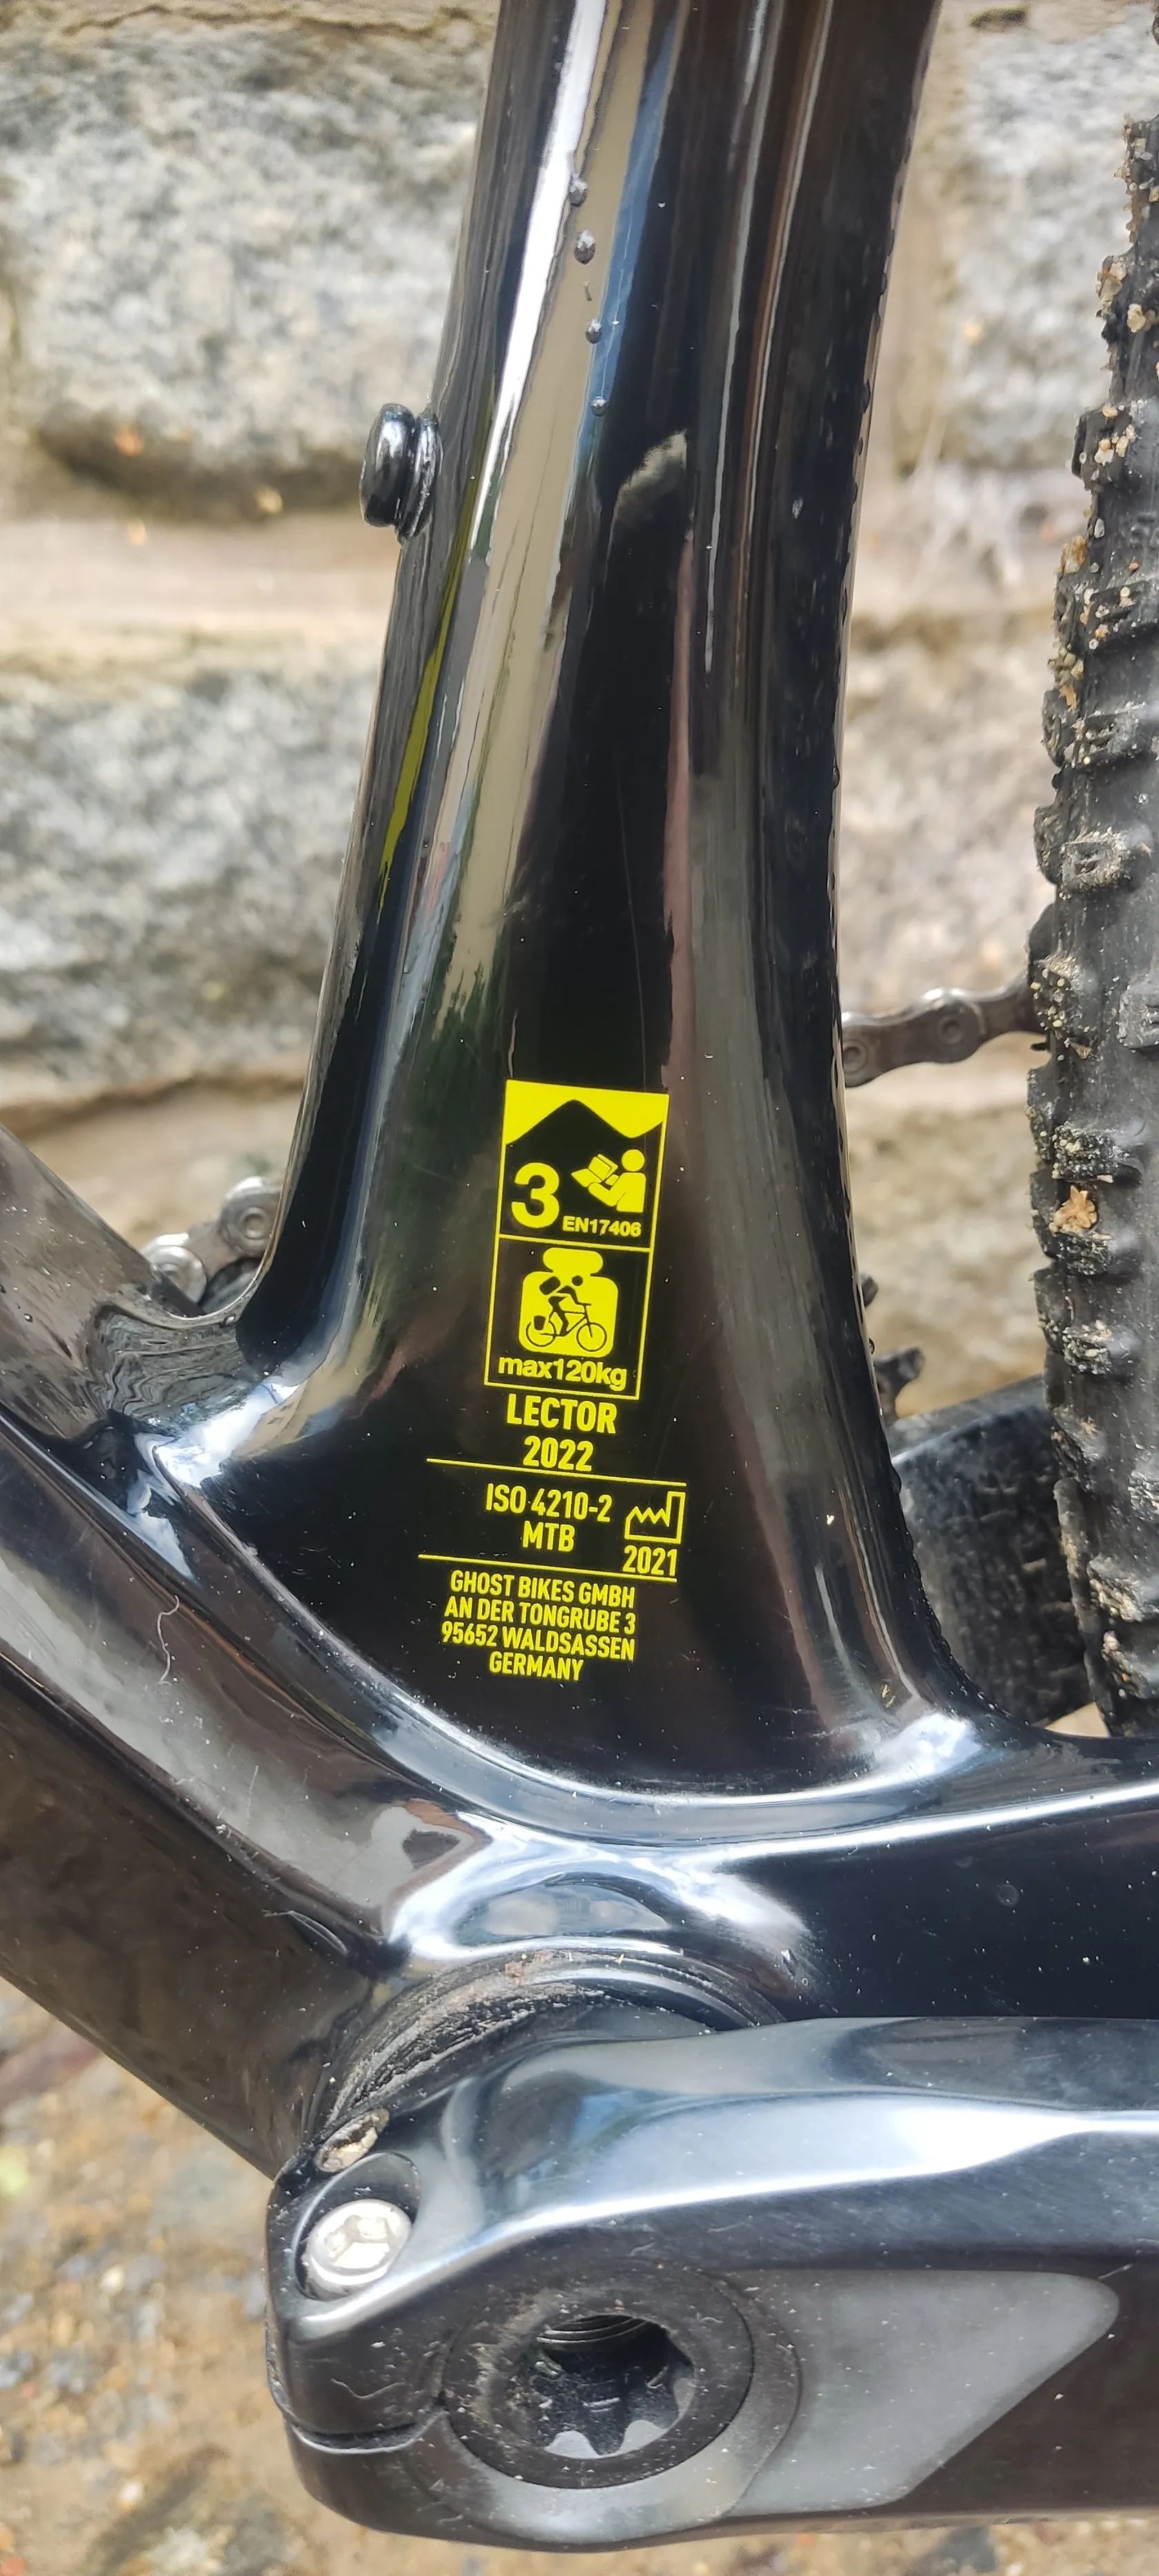 3
EN17406
max120kg
LECTOR
2022
ISO 4210-2
MTB
2021
GHOST BIKES GMBH
AN DER TONGRUBE 3
95652 WALDSASSEN
GERMANY